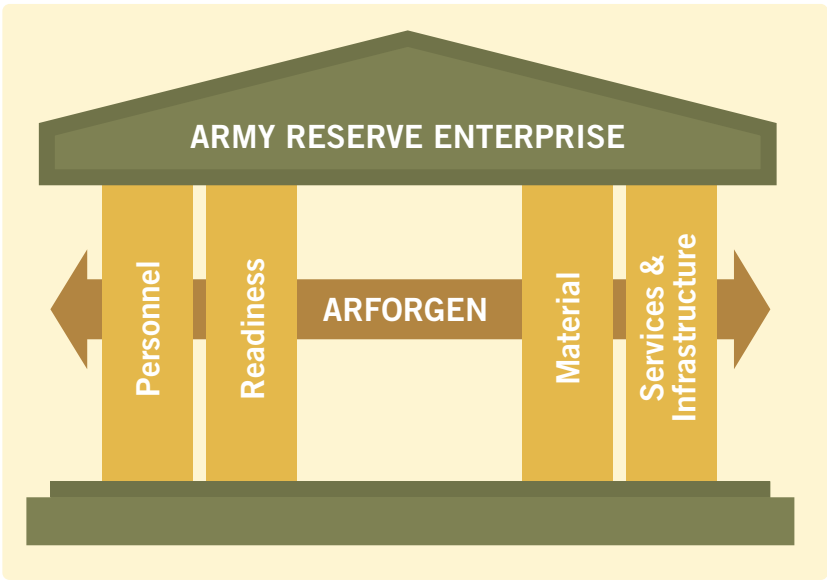 ARMY RESERVE ENTERPRISE
Personnel
Readiness
ARFORGEN
Material
Services &
Infrastructure